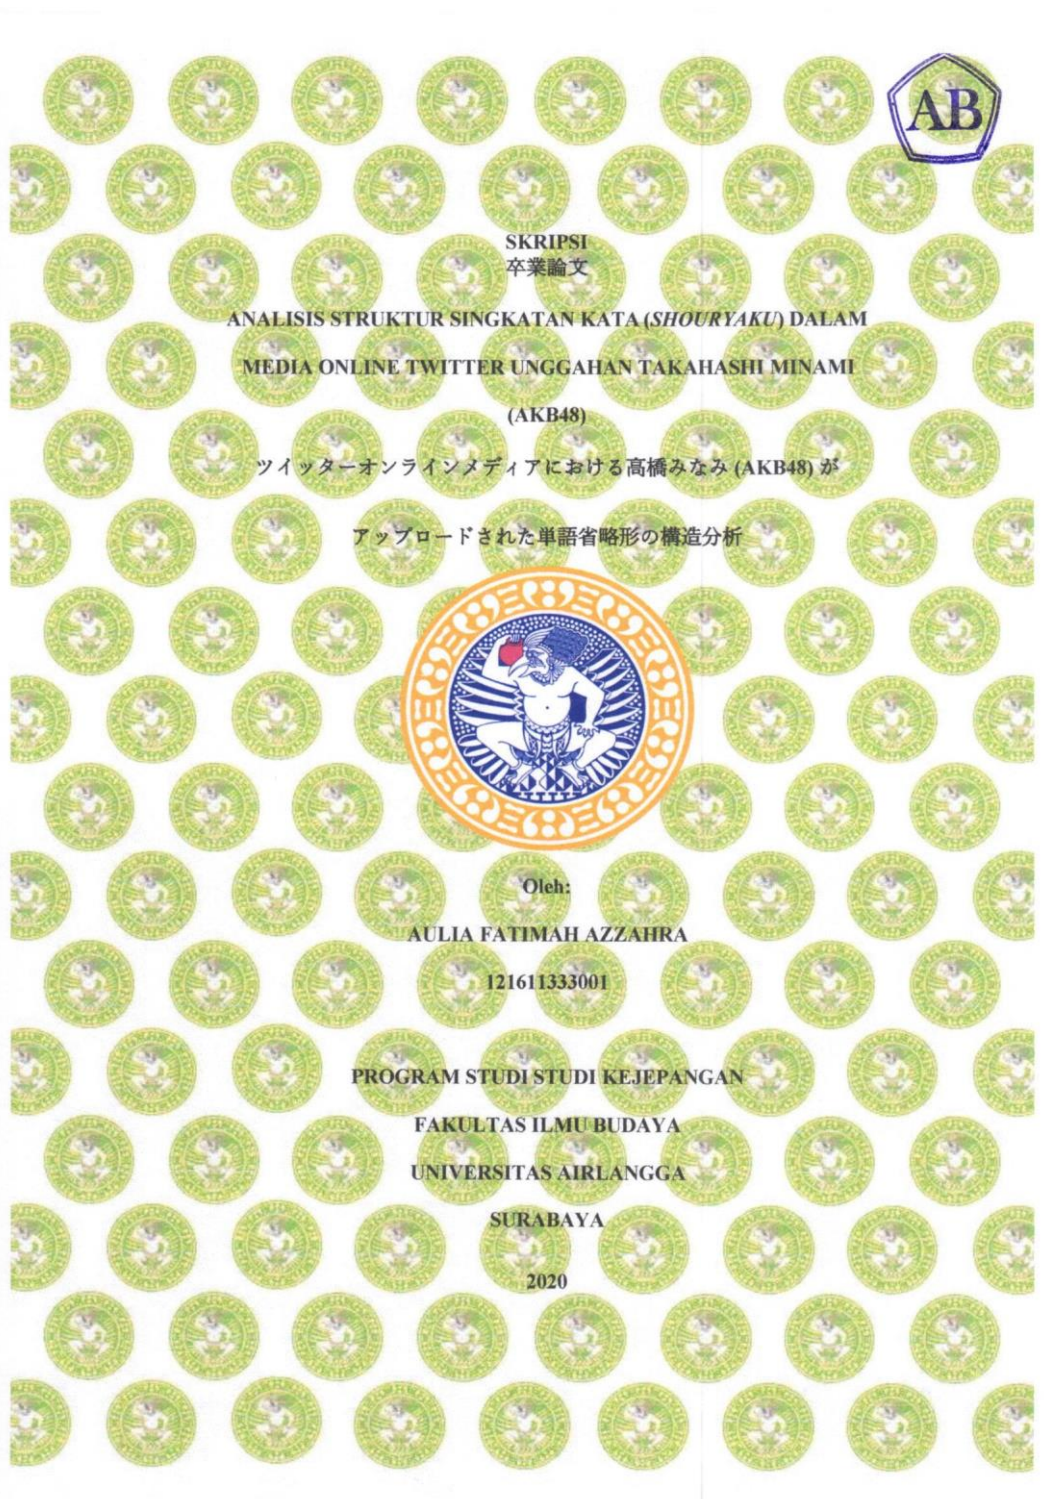 AB
SKRIPSI
卒業論文
ANALISIS STRUKTUR SINGKATAN KATA (SHOURYAKU) DALAM
MEDIA ONLINE TWITTER UNGGAHAN TAKAHASHI MINAMI
(AKB48)
ツイッターオンラインメディアにおける高橋みなみ (AKB48) が
アップロードされた単語省略形の構造分析
Oleh:
AULIA FATIMAH AZZAHRA
121611333001
PROGRAM STUDI STUDI KEJEPANGAN
FAKULTAS ILMU BUDAYA
UNIVERSITAS AIRLANGGA
SURABAYA
2020